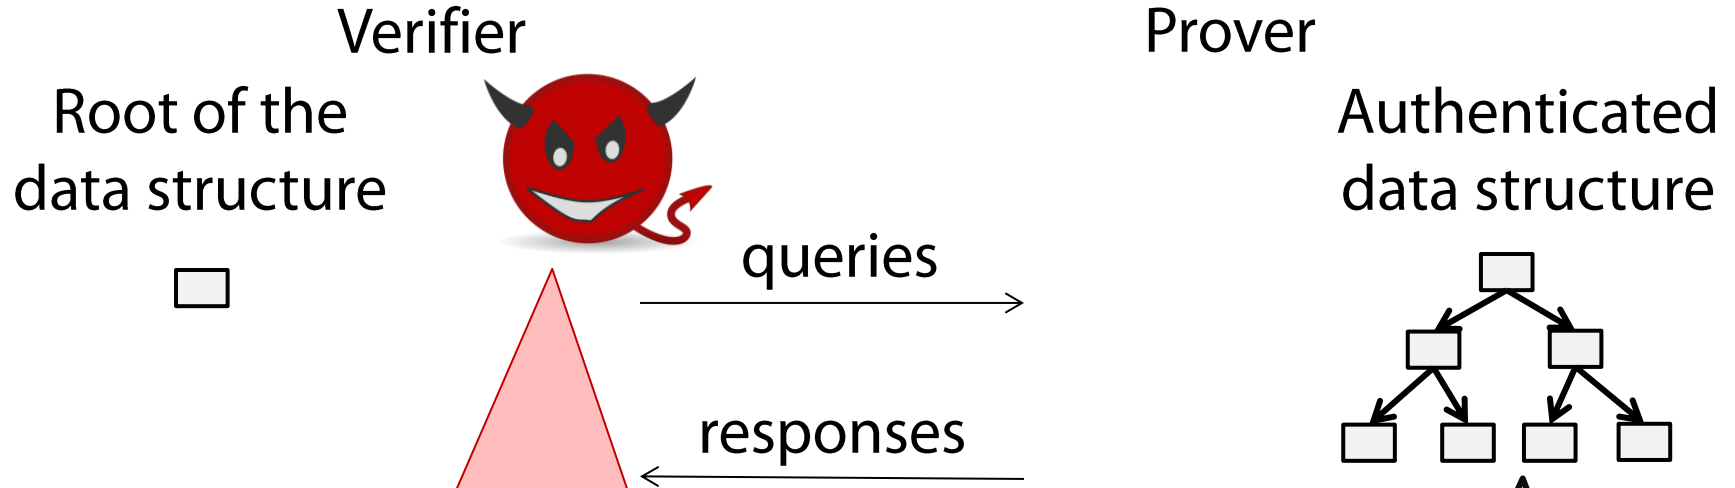 Verifier
Prover
Root of the
data structure
Authenticated
data structure
queries
responses